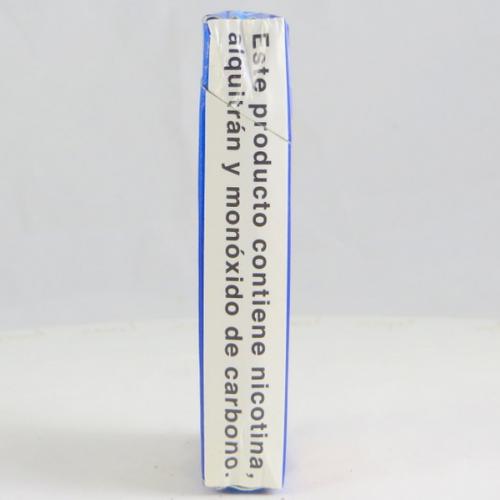 Este producto contiene nicotina,
alquitrán y monóxido de carbono.